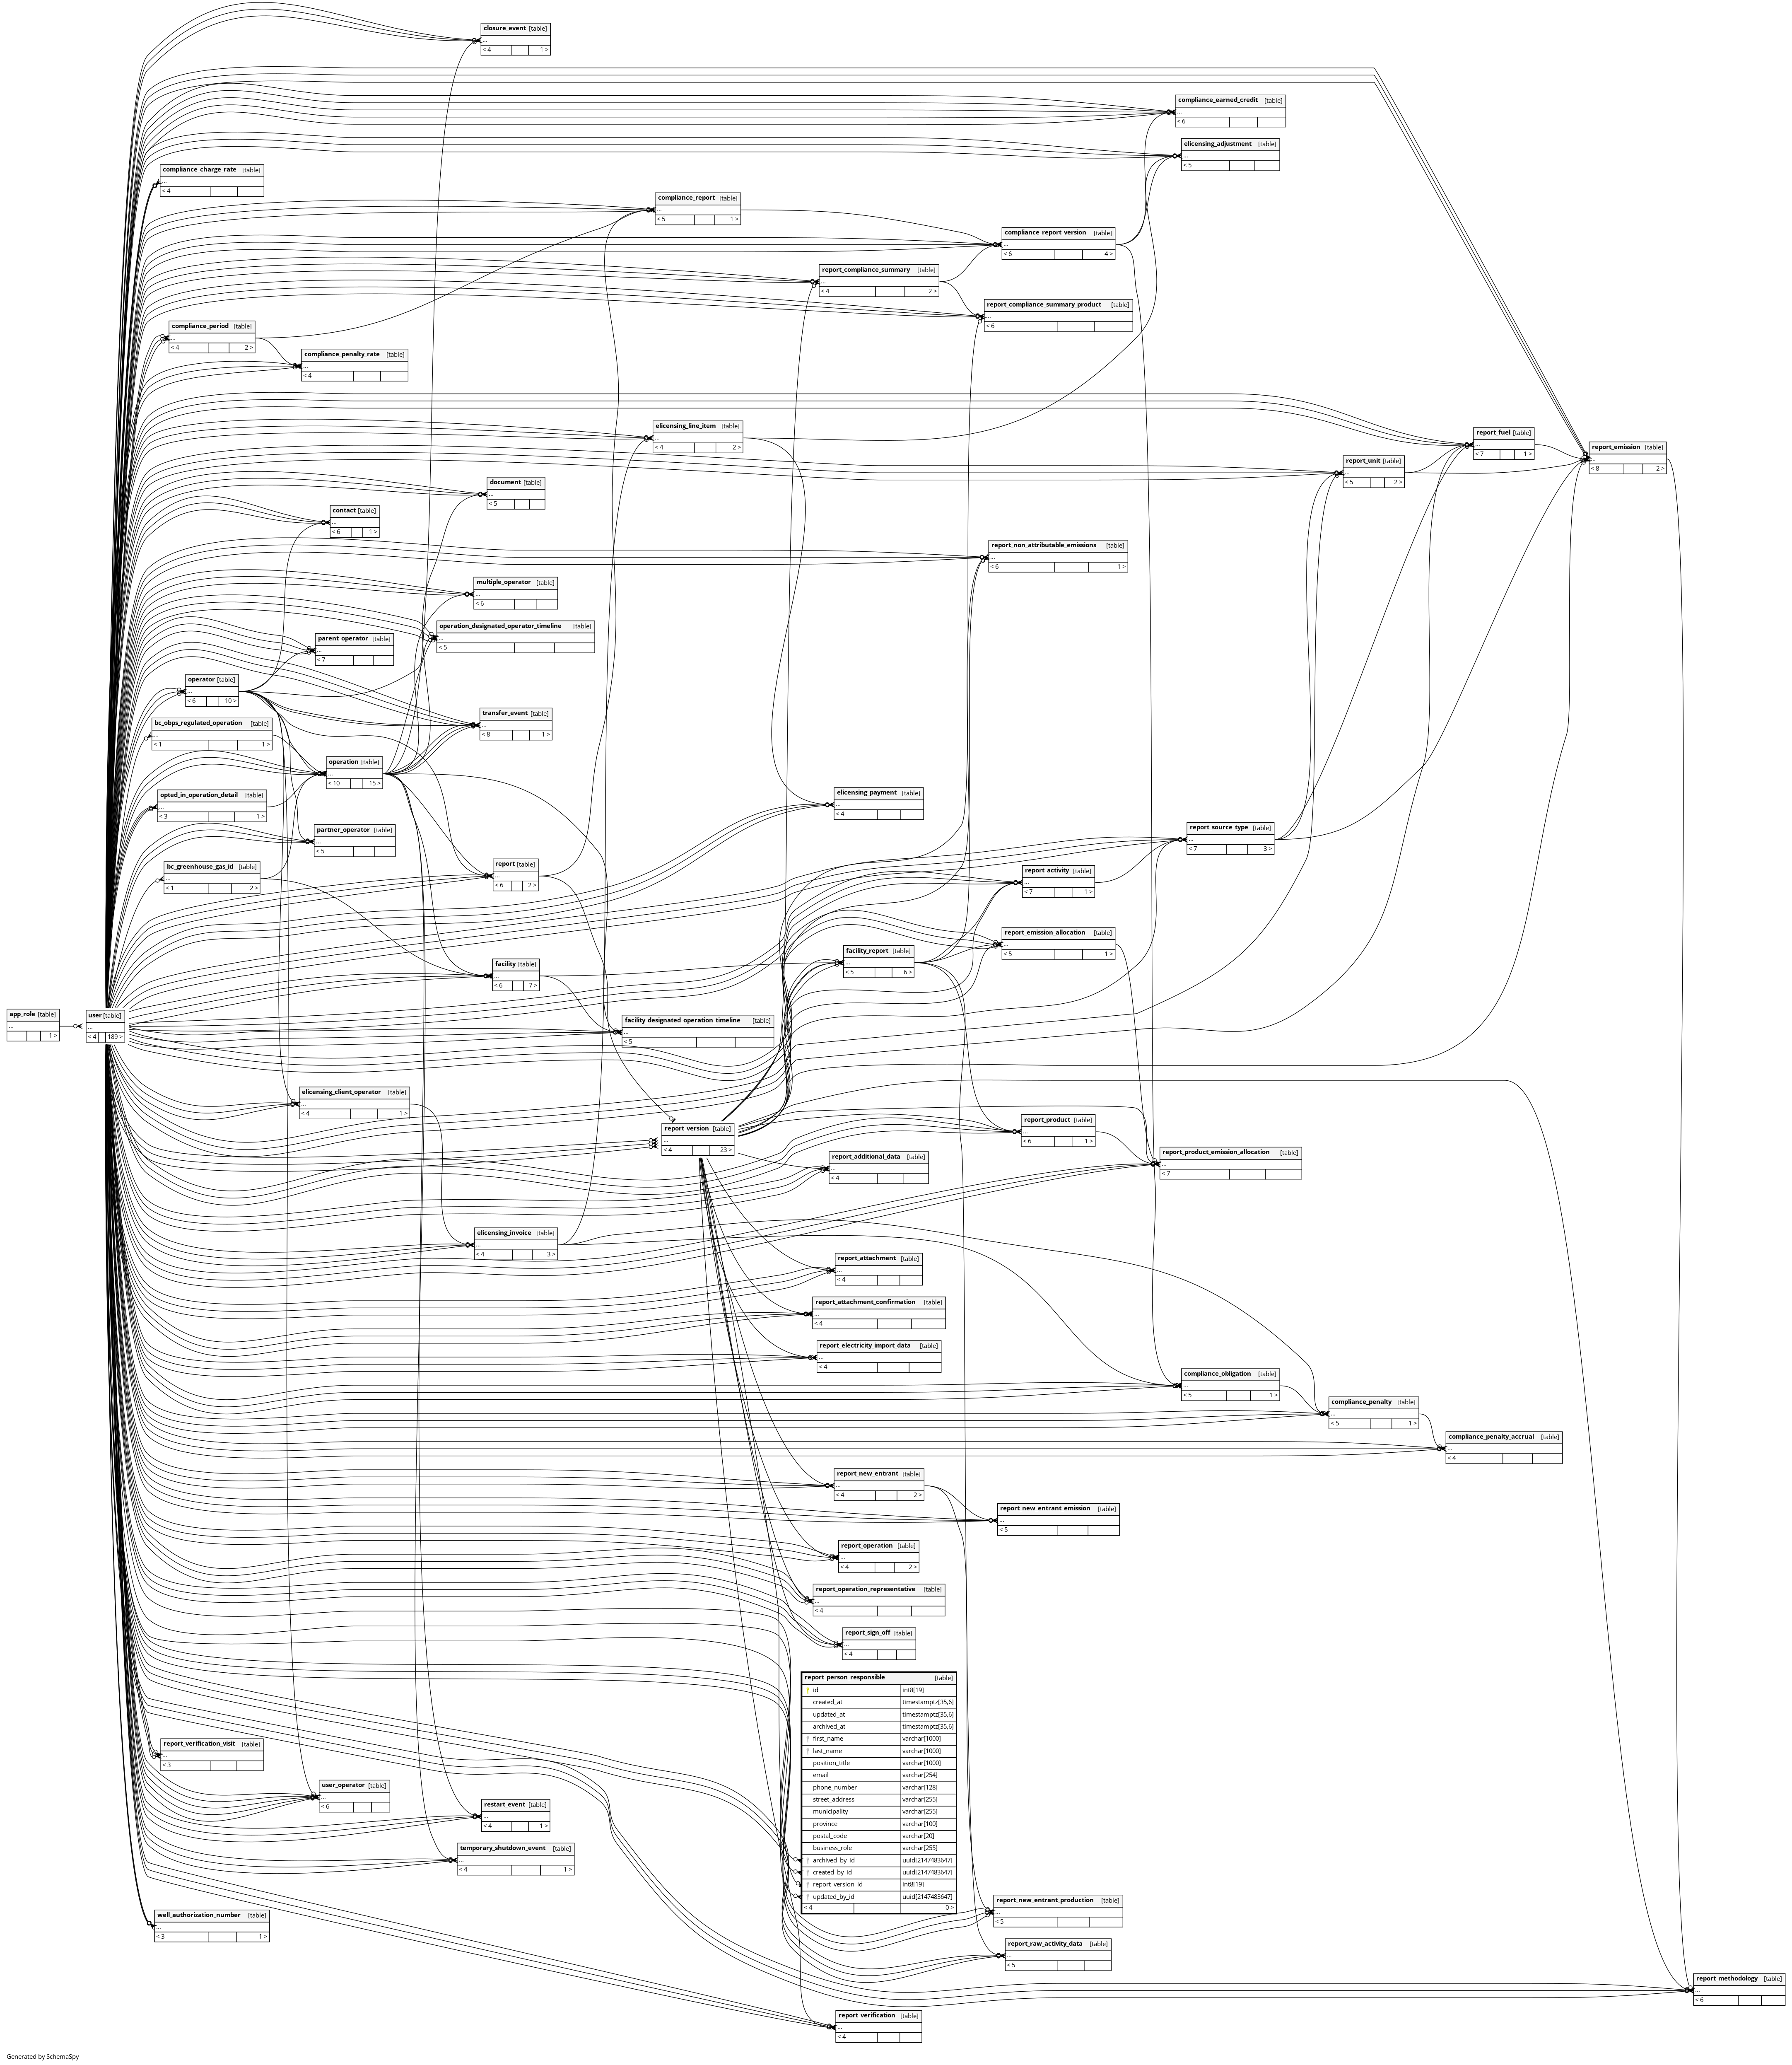 closure_event [table]
...
< 4 1 >
compliance_earned_credit [table]
...
< 6
elicensing_adjustment [table]
...
< 5
compliance_charge_rate [table]
...
< 4
compliance_report [table]
...
< 5 1 >
compliance_report_version [table]
...
< 6 4 >
report_compliance_summary [table]
...
< 4 2 >
report_compliance_summary_product [table]
...
< 6
compliance_period [table]
...
< 4 2 >
compliance_penalty_rate [table]
...
< 4
elicensing_line_item [table]
...
< 4 2 >
report_fuel [table]
...
< 7 1 >
report_emission [table]
...
< 8 2 >
report_unit [table]
...
< 5 2 >
document [table]
...
< 5
contact [table]
...
< 6 1 >
report_non_attributable_emissions [table]
...
< 6 1 >
multiple_operator [table]
...
< 6
operation_designated_operator_timeline [table]
...
< 5
parent_operator [table]
...
< 7
operator [table]
...
< 6 10 >
transfer_event [table]
...
< 8 1 >
bc_obps_regulated_operation [table]
...
< 1 1 >
operation [table]
...
< 10 15 >
opted_in_operation_detail [table]
...
< 3 1 >
elicensing_payment [table]
...
< 4
partner_operator [table]
...
< 5
report_source_type [table]
...
< 7 3 >
bc_greenhouse_gas_id [table]
...
< 1 2 >
report [table]
...
< 6 2 >
report_activity [table]
...
< 7 1 >
report_emission_allocation [table]
...
< 5 1 >
facility_report [table]
...
< 5 6 >
facility [table]
...
< 6 7 >
app_role [table]
...
1 >
user [table]
...
< 4 189 >
facility_designated_operation_timeline [table]
...
< 5
elicensing_client_operator [table]
...
< 4 1 >
report_version [table]
...
< 4 23 >
report_product [table]
...
< 6 1 >
report_additional_data [table]
...
< 4
report_product_emission_allocation [table]
...
< 7
elicensing_invoice [table]
...
< 4 3 >
report_attachment [table]
...
< 4
report_attachment_confirmation [table]
...
< 4
report_electricity_import_data [table]
...
< 4
compliance_obligation [table]
...
< 5 1 >
compliance_penalty [table]
...
< 5 1 >
compliance_penalty_accrual [table]
...
< 4
report_new_entrant [table]
...
< 4 2 >
report_new_entrant_emission [table]
...
< 5
report_operation [table]
...
< 4 2 >
report_operation_representative [table]
...
< 4
report_sign_off [table]
...
< 4
report_person_responsible [table]
id int8[19]
created_at timestamptz[35,6]
updated_at timestamptz[35,6]
archived_at timestamptz[35,6]
first_name varchar[1000]
last_name varchar[1000]
position_title varchar[1000]
email varchar[254]
phone_number varchar[128]
street_address varchar[255]
municipality varchar[255]
province varchar[100]
postal_code varchar[20]
business_role varchar[255]
archived_by_id uuid[2147483647]
created_by_id uuid[2147483647]
report_version_id int8[19]
updated_by_id uuid[2147483647]
< 4 0 >
report_verification_visit [table]
...
< 3
user_operator [table]
...
< 6
restart_event [table]
...
< 4 1 >
temporary_shutdown_event [table]
...
< 4 1 >
well_authorization_number [table]
...
< 3 1 >
report_new_entrant_production [table]
...
< 5
report_raw_activity_data [table]
...
< 5
report_methodology [table]
...
< 6
report_verification [table]
...
< 4
Generated by SchemaSpy